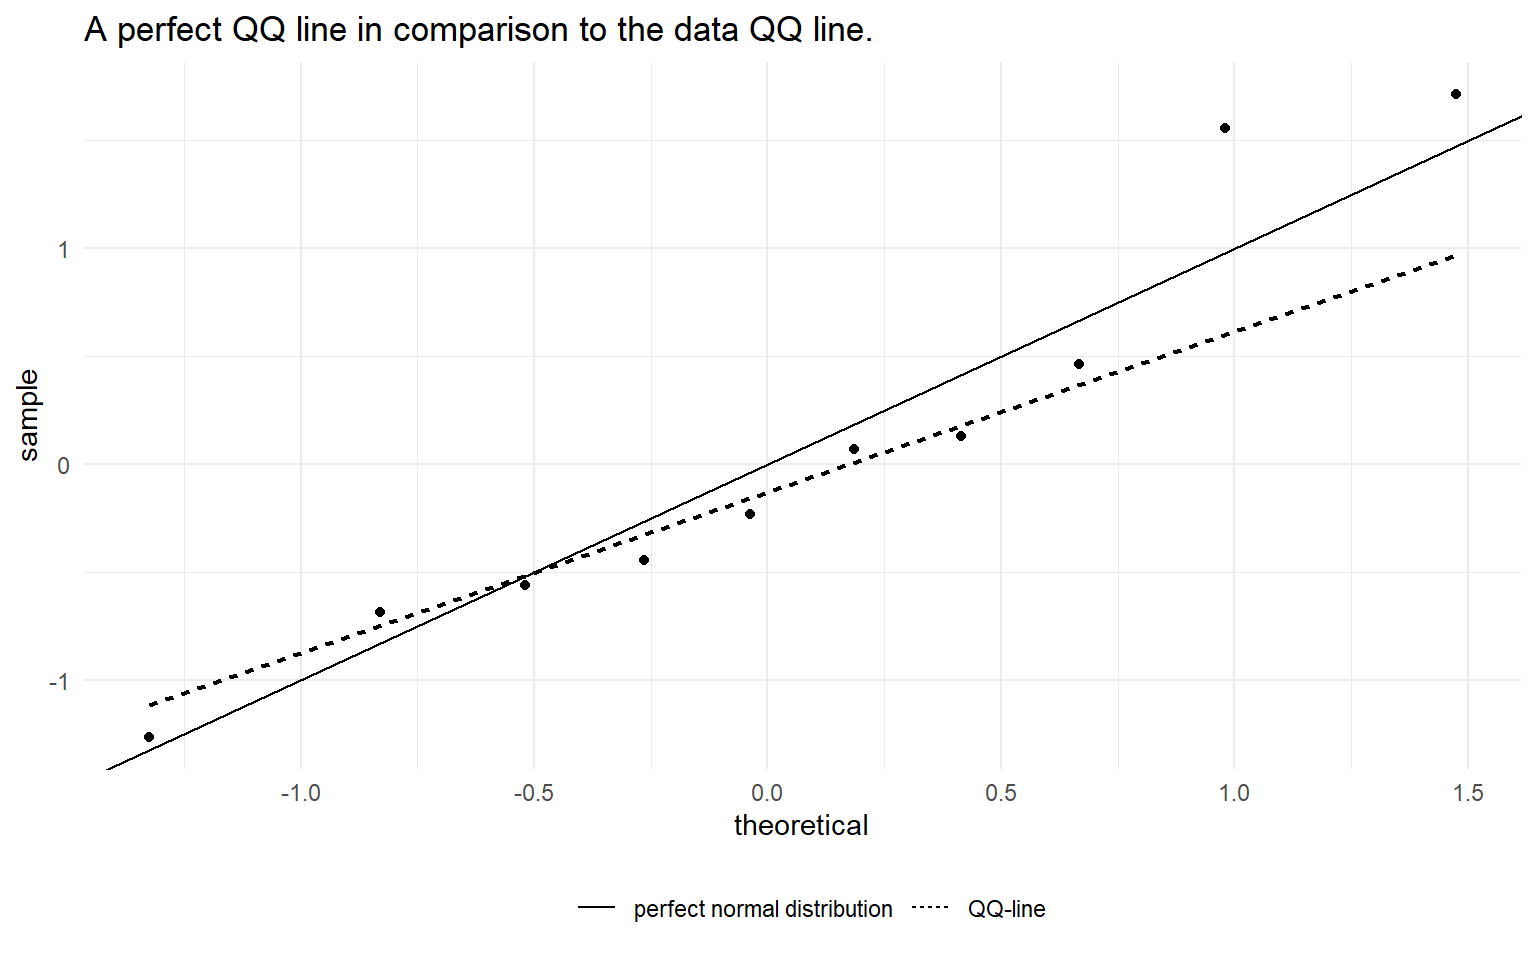 A perfect QQ line in comparison to the data QQ line.
1
0
-1
sample
-1.0
-0.5
0.0
0.5
1.0
1.5
theoretical
perfect normal distribution
QQ-line